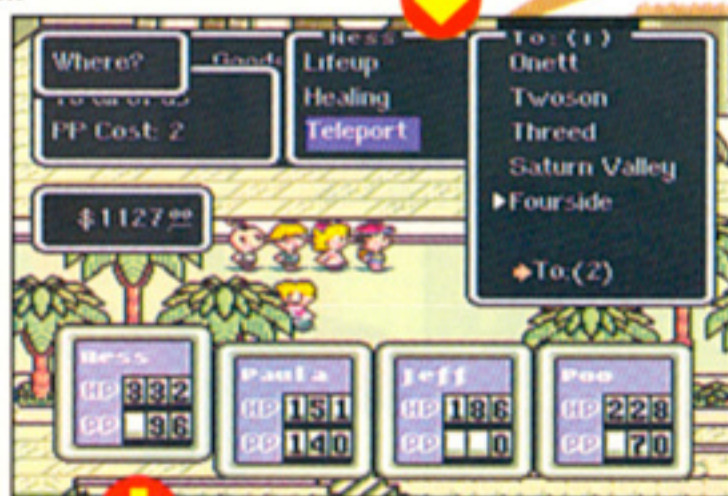 Where?
Goods
PP Cost: 2
$1127.00
Ness
Lifeup
Healing
Teleport
To:(1)
Onett
Twoson
Threed
Saturn Valley
▶Fourside
To:(2)
Ness
HP 332
PP 96
Paula
HP 151
PP 140
Jeff
HP 186
PP 0
Poo
HP 228
PP 70